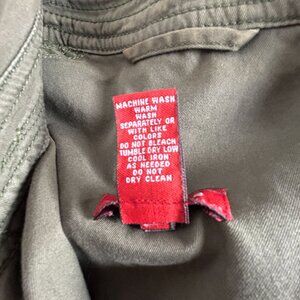 MACHINE WASH
WARM
WASH
SEPARATELY OR
WITH LIKE
COLORS
DO NOT BLEACH
TUMBLE DRY LOW
COOL IRON
AS NEEDED
DO NOT
DRY CLEAN